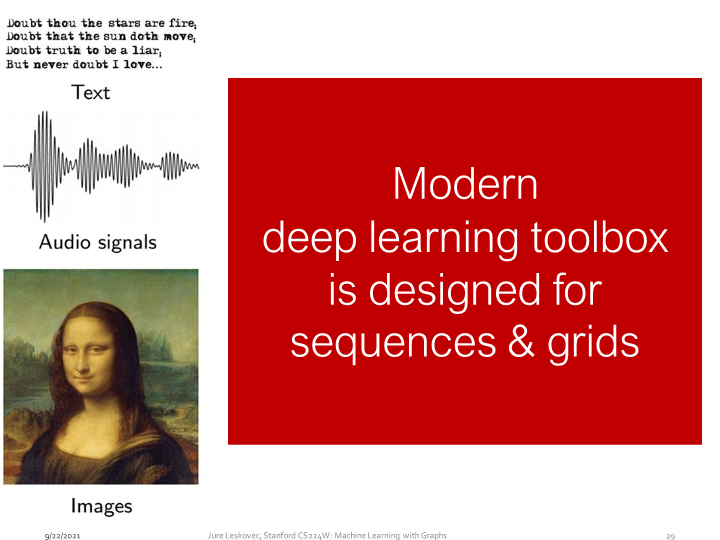 Doubt thou the stars are fire;
Doubt that the sun doth move;
Doubt truth to be a liar;
But never doubt I love...
Text
Audio signals
Images
Modern
deep learning toolbox
is designed for
sequences & grids
9/22/2021
Jure Leskovec, Stanford CS224W: Machine Learning with Graphs
29